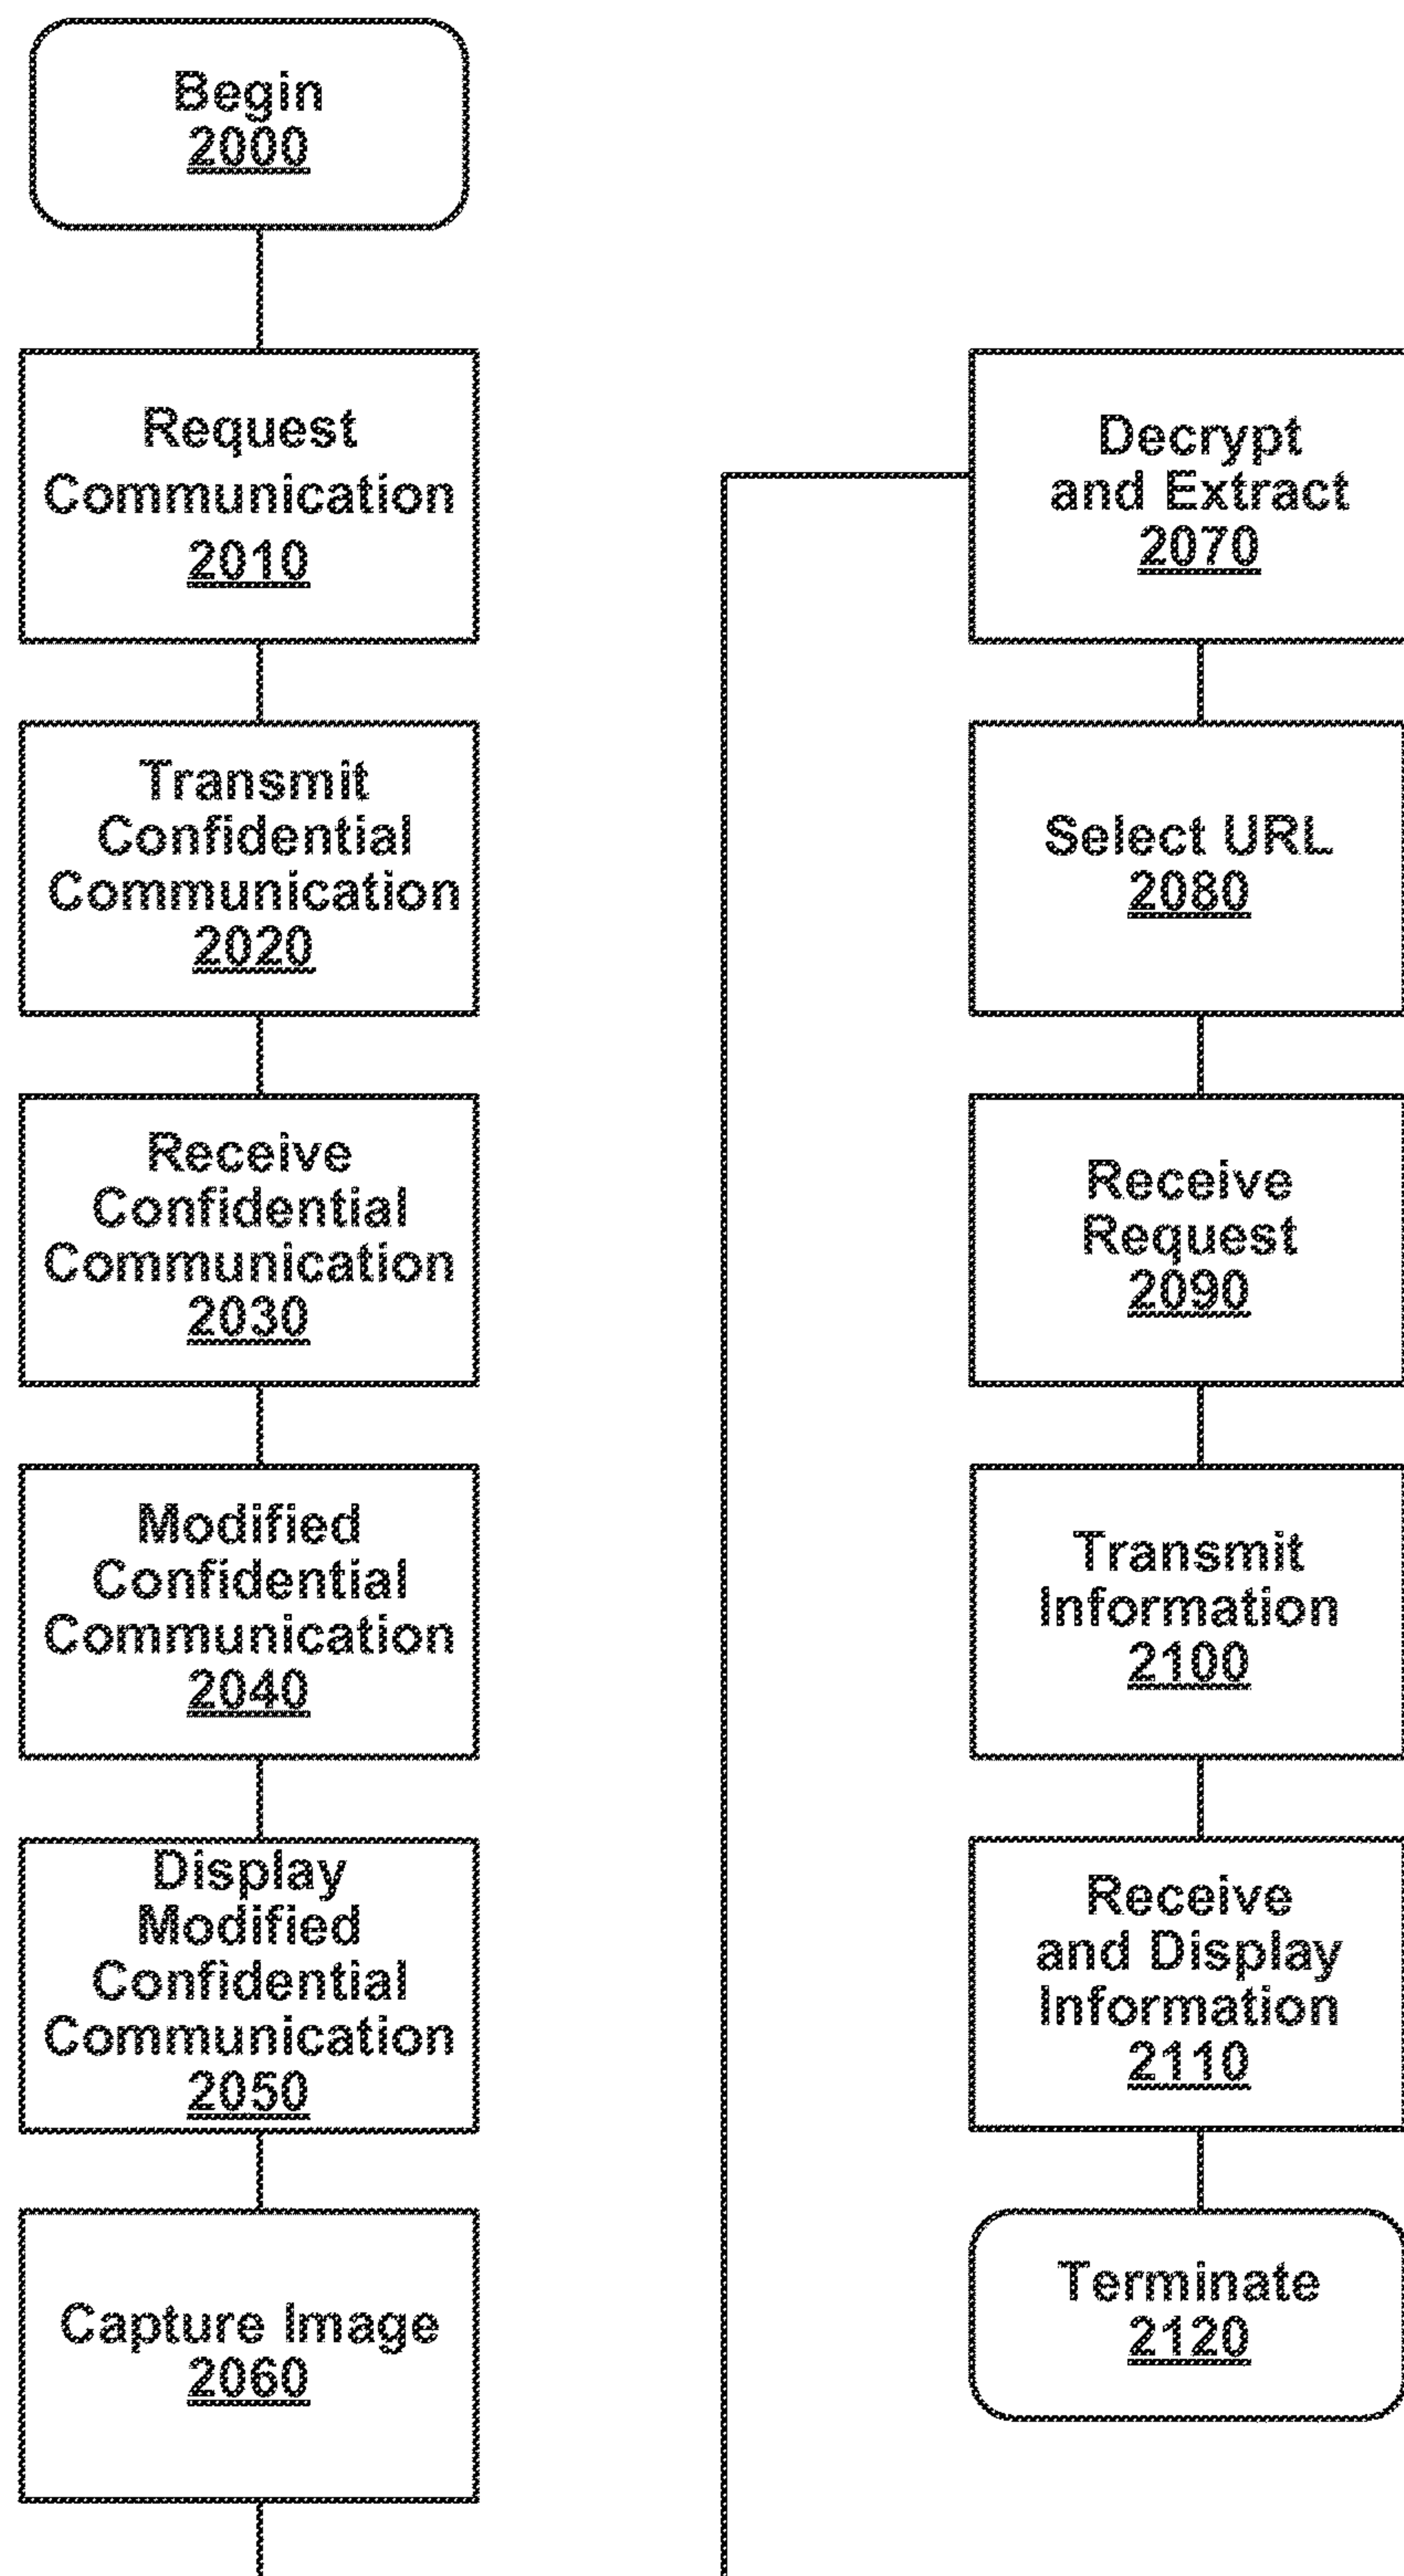 Begin
2000
Request
Communication
2010
Transmit
Confidential
Communication
2020
Receive
Confidential
Communication
2030
Modified
Confidential
Communication
2040
Display
Modified
Confidential
Communication
2050
Capture Image
2060
Decrypt
and Extract
2070
Select URL
2080
Receive
Request
2090
Transmit
Information
2100
Receive
and Display
Information
2110
Terminate
2120